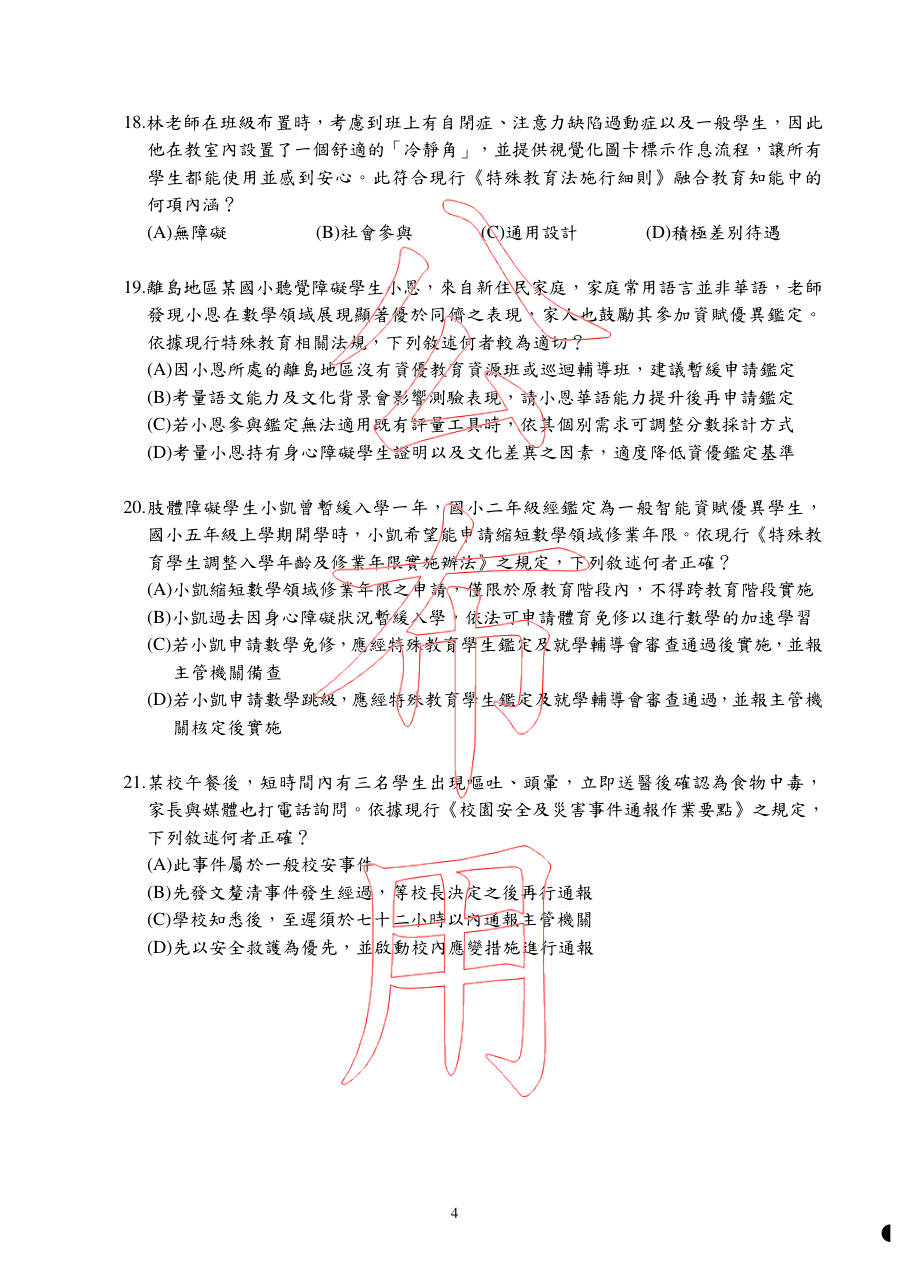 18.林老師在班級布置時，考慮到班上有自閉症、注意力缺陷過動症以及一般學生，因此
他在教室內設置了一個舒適的「冷靜角」，並提供視覺化圖卡標示作息流程，讓所有
學生都能使用並感到安心。此符合現行《特殊教育法施行細則》融合教育知能中的
何項內涵？
(A)無障礙 (B)社會參與 (C)通用設計 (D)積極差別待遇
19.離島地區某國小聽覺障礙學生小恩，來自新住民家庭，家庭常用語言並非華語，老師
發現小恩在數學領域展現顯著優於同儕之表現，家人也鼓勵其參加資賦優異鑑定。
依據現行特殊教育相關法規，下列敘述何者較為適切？
(A)因小恩所處的離島地區沒有資優教育資源班或巡迴輔導班，建議暫緩申請鑑定
(B)考量語文能力及文化背景會影響測驗表現，請小恩華語能力提升後再申請鑑定
(C)若小恩參與鑑定無法適用既有評量工具時，依其個別需求可調整分數採計方式
(D)考量小恩持有身心障礙學生證明以及文化差異之因素，適度降低資優鑑定基準
20.肢體障礙學生小凱曾暫緩入學一年，國小二年級經鑑定為一般智能資賦優異學生，
國小五年級上學期開學時，小凱希望能申請縮短數學領域修業年限。依現行《特殊教
育學生調整入學年齡及修業年限實施辦法》之規定，下列敘述何者正確？
(A)小凱縮短數學領域修業年限之申請，僅限於原教育階段內，不得跨教育階段實施
(B)小凱過去因身心障礙狀況暫緩入學，依法可申請體育免修以進行數學的加速學習
(C)若小凱申請數學免修，應經特殊教育學生鑑定及就學輔導會審查通過後實施，並報
主管機關備查
(D)若小凱申請數學跳級，應經特殊教育學生鑑定及就學輔導會審查通過，並報主管機
關核定後實施
21.某校午餐後，短時間內有三名學生出現嘔吐、頭暈，立即送醫後確認為食物中毒，
家長與媒體也打電話詢問。依據現行《校園安全及災害事件通報作業要點》之規定，
下列敘述何者正確？
(A)此事件屬於一般校安事件
(B)先發文釐清事件發生經過，等校長決定之後再行通報
(C)學校知悉後，至遲須於七十二小時以內通報主管機關
(D)先以安全救護為優先，並啟動校內應變措施進行通報
公布用
4